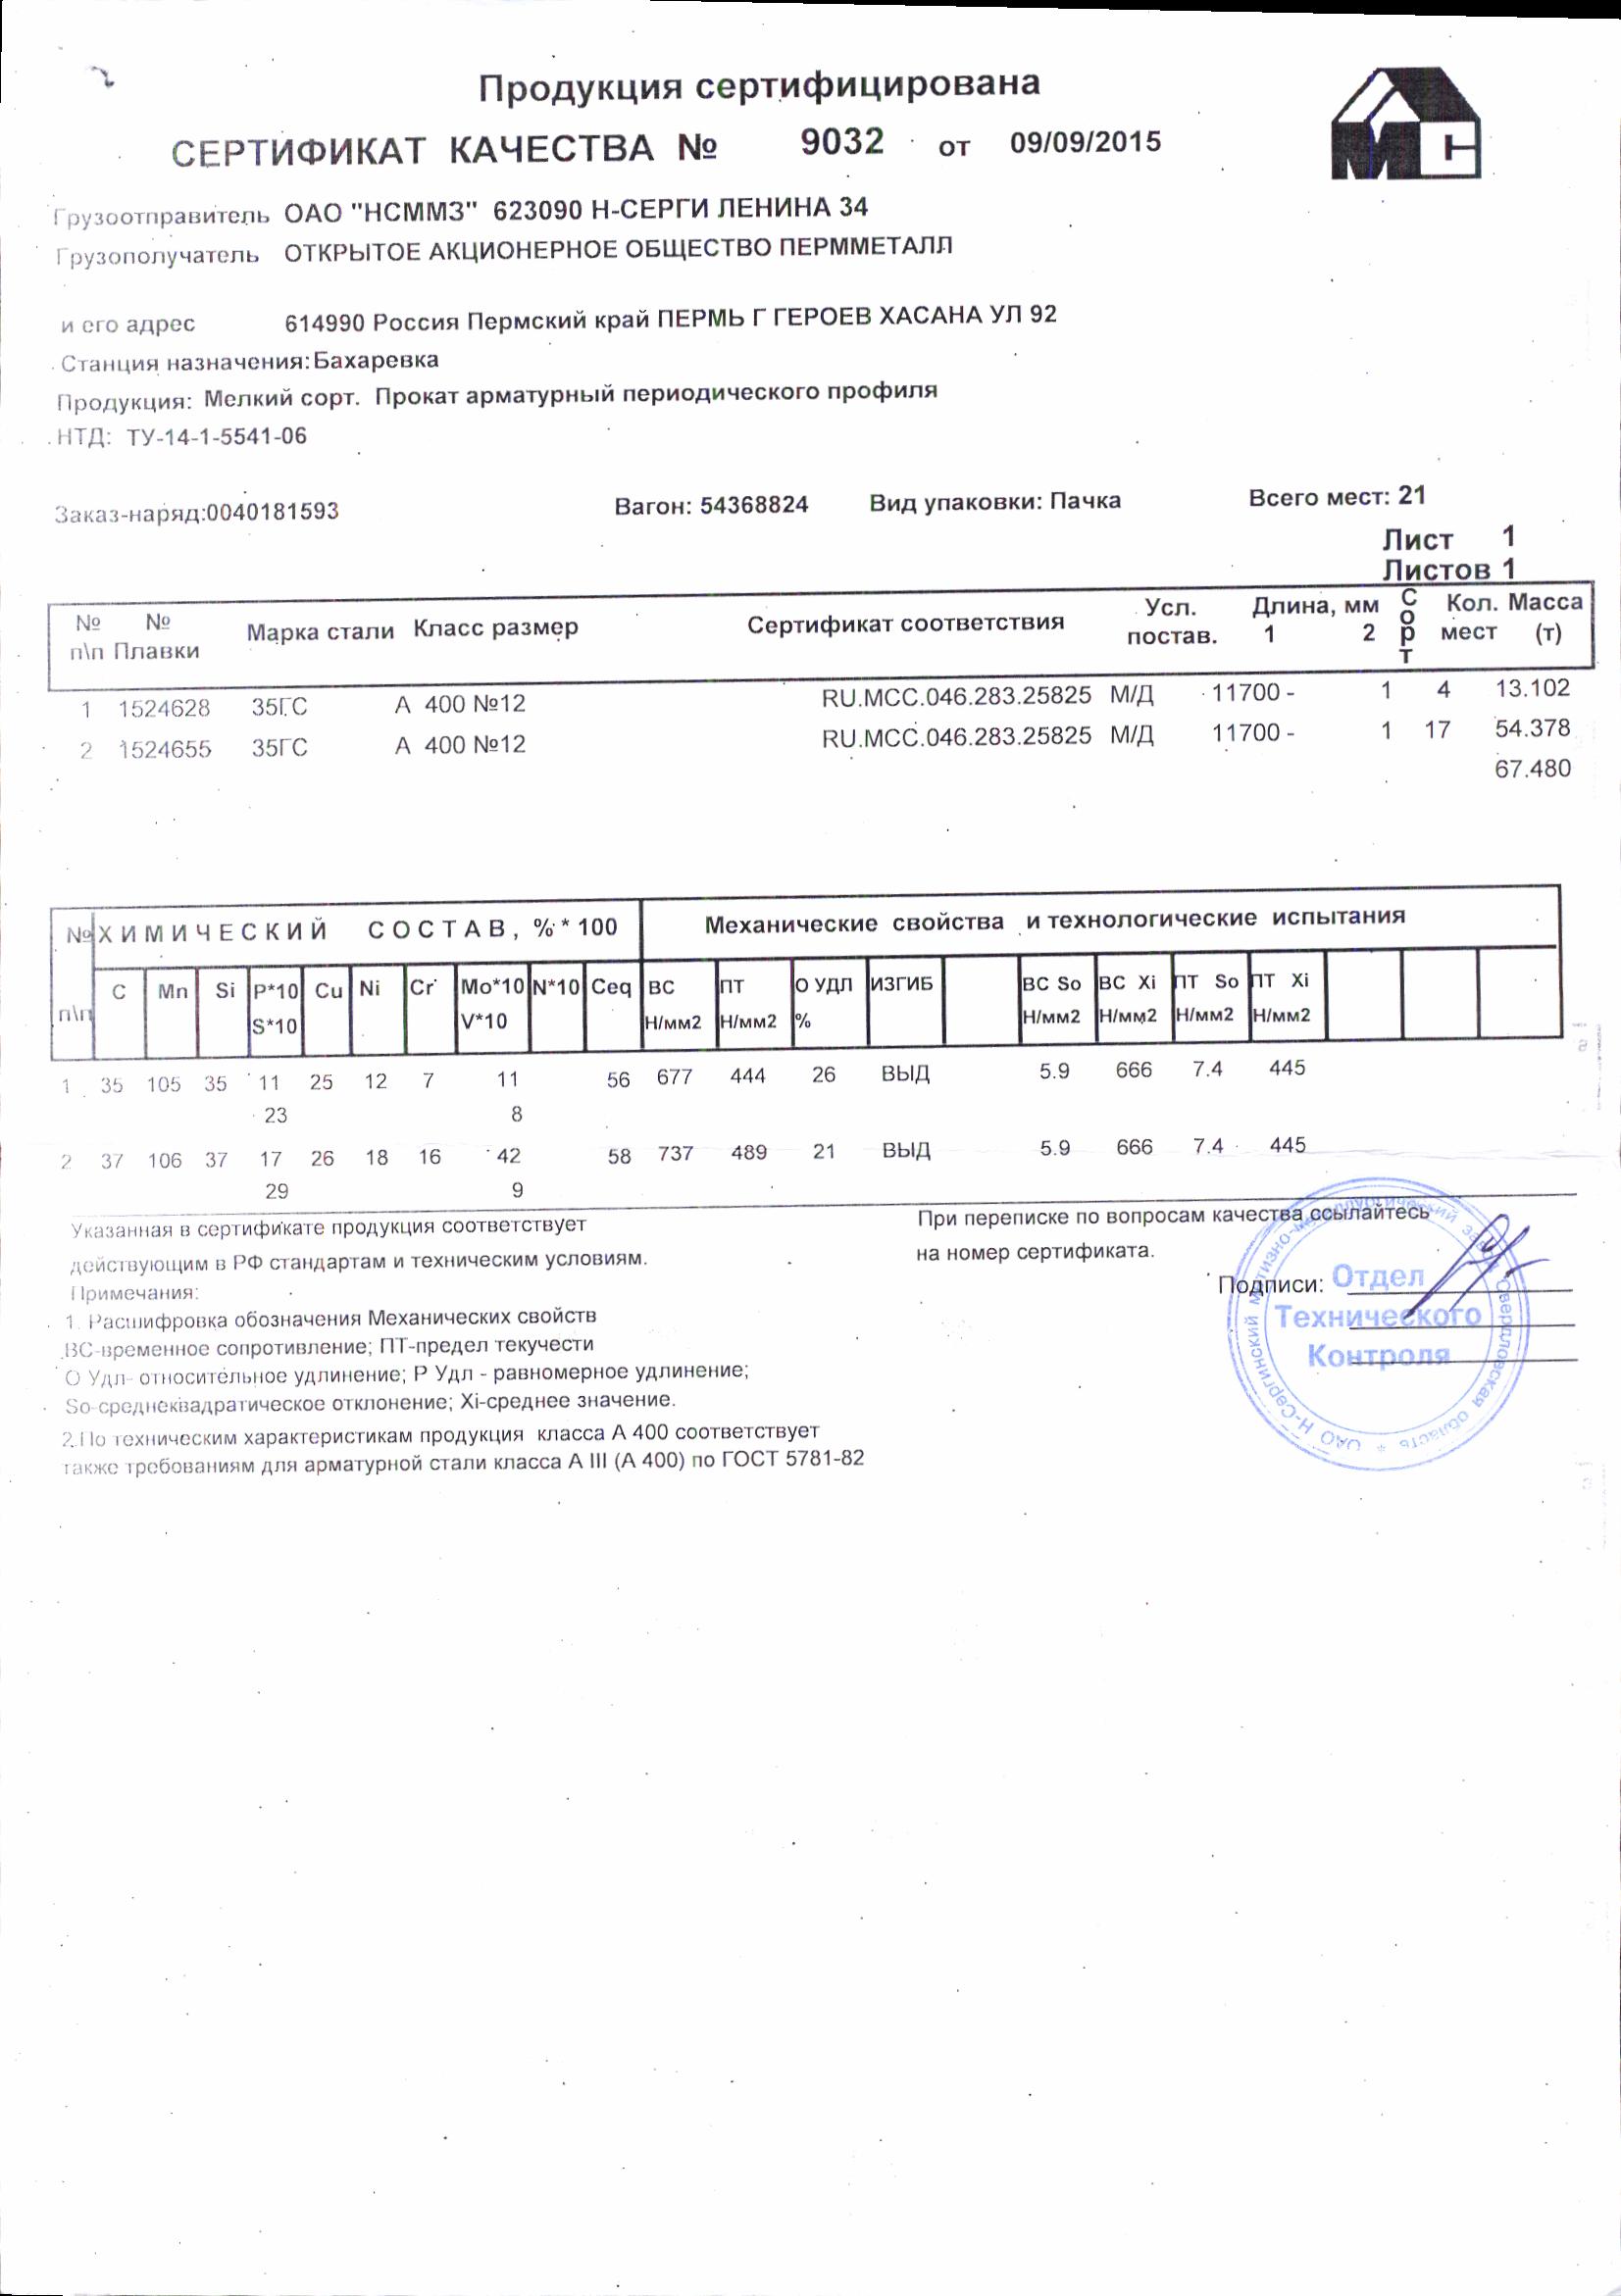 Продукция сертифицирована
СЕРТИФИКАТ КАЧЕСТВА № 9032 от 09/09/2015
Грузоотправитель ОАО "НСММЗ" 623090 Н-СЕРГИ ЛЕНИНА 34
Грузополучатель ОТКРЫТОЕ АКЦИОНЕРНОЕ ОБЩЕСТВО ПЕРММЕТАЛЛ
и его адрес 614990 Россия Пермский край ПЕРМЬ Г ГЕРОЕВ ХАСАНА УЛ 92
Станция назначения: Бахаревка
Продукция: Мелкий сорт. Прокат арматурный периодического профиля
НТД: ТУ-14-1-5541-06
Заказ-наряд:0040181593 Вагон: 54368824 Вид упаковки: Пачка Всего мест: 21
Лист 1
Листов 1
№ № Марка стали Класс размер Сертификат соответствия Усл. Длина, мм Сорт Кол. Масса
п\п Плавки постав. 1 2 мест (т)
1 1524628 35ГС А 400 №12 RU.МСС.046.283.25825 М/Д 11700 - 1 4 13.102
2 1524655 35ГС А 400 №12 RU.МСС.046.283.25825 М/Д 11700 - 1 17 54.378
67.480
№ ХИМИЧЕСКИЙ СОСТАВ, % * 100 Механические свойства и технологические испытания
п\п C Mn Si P*10 Cu Ni Cr Mo*10 N*10 Ceq ВС ПТ О УДЛ ИЗГИБ ВС So ВС Xi ПТ So ПТ Xi
S*10 V*10 Н/мм2 Н/мм2 % Н/мм2 Н/мм2 Н/мм2 Н/мм2
1 35 105 35 11 25 12 7 11 56 677 444 26 ВЫД 5.9 666 7.4 445
23 8
2 37 106 37 17 26 18 16 42 58 737 489 21 ВЫД 5.9 666 7.4 445
29 9
Указанная в сертификате продукция соответствует
действующим в РФ стандартам и техническим условиям.
При переписке по вопросам качества ссылайтесь
на номер сертификата.
Подписи:
Примечания:
1. Расшифровка обозначения Механических свойств
ВС-временное сопротивление; ПТ-предел текучести
О Удл- относительное удлинение; Р Удл - равномерное удлинение;
So-среднеквадратическое отклонение; Xi-среднее значение.
2. По техническим характеристикам продукция класса А 400 соответствует
также требованиям для арматурной стали класса А III (А 400) по ГОСТ 5781-82
Отдел
Технического
Контроля
ОАО Н-Сергинский метизно-металлургический завод Свердловская область